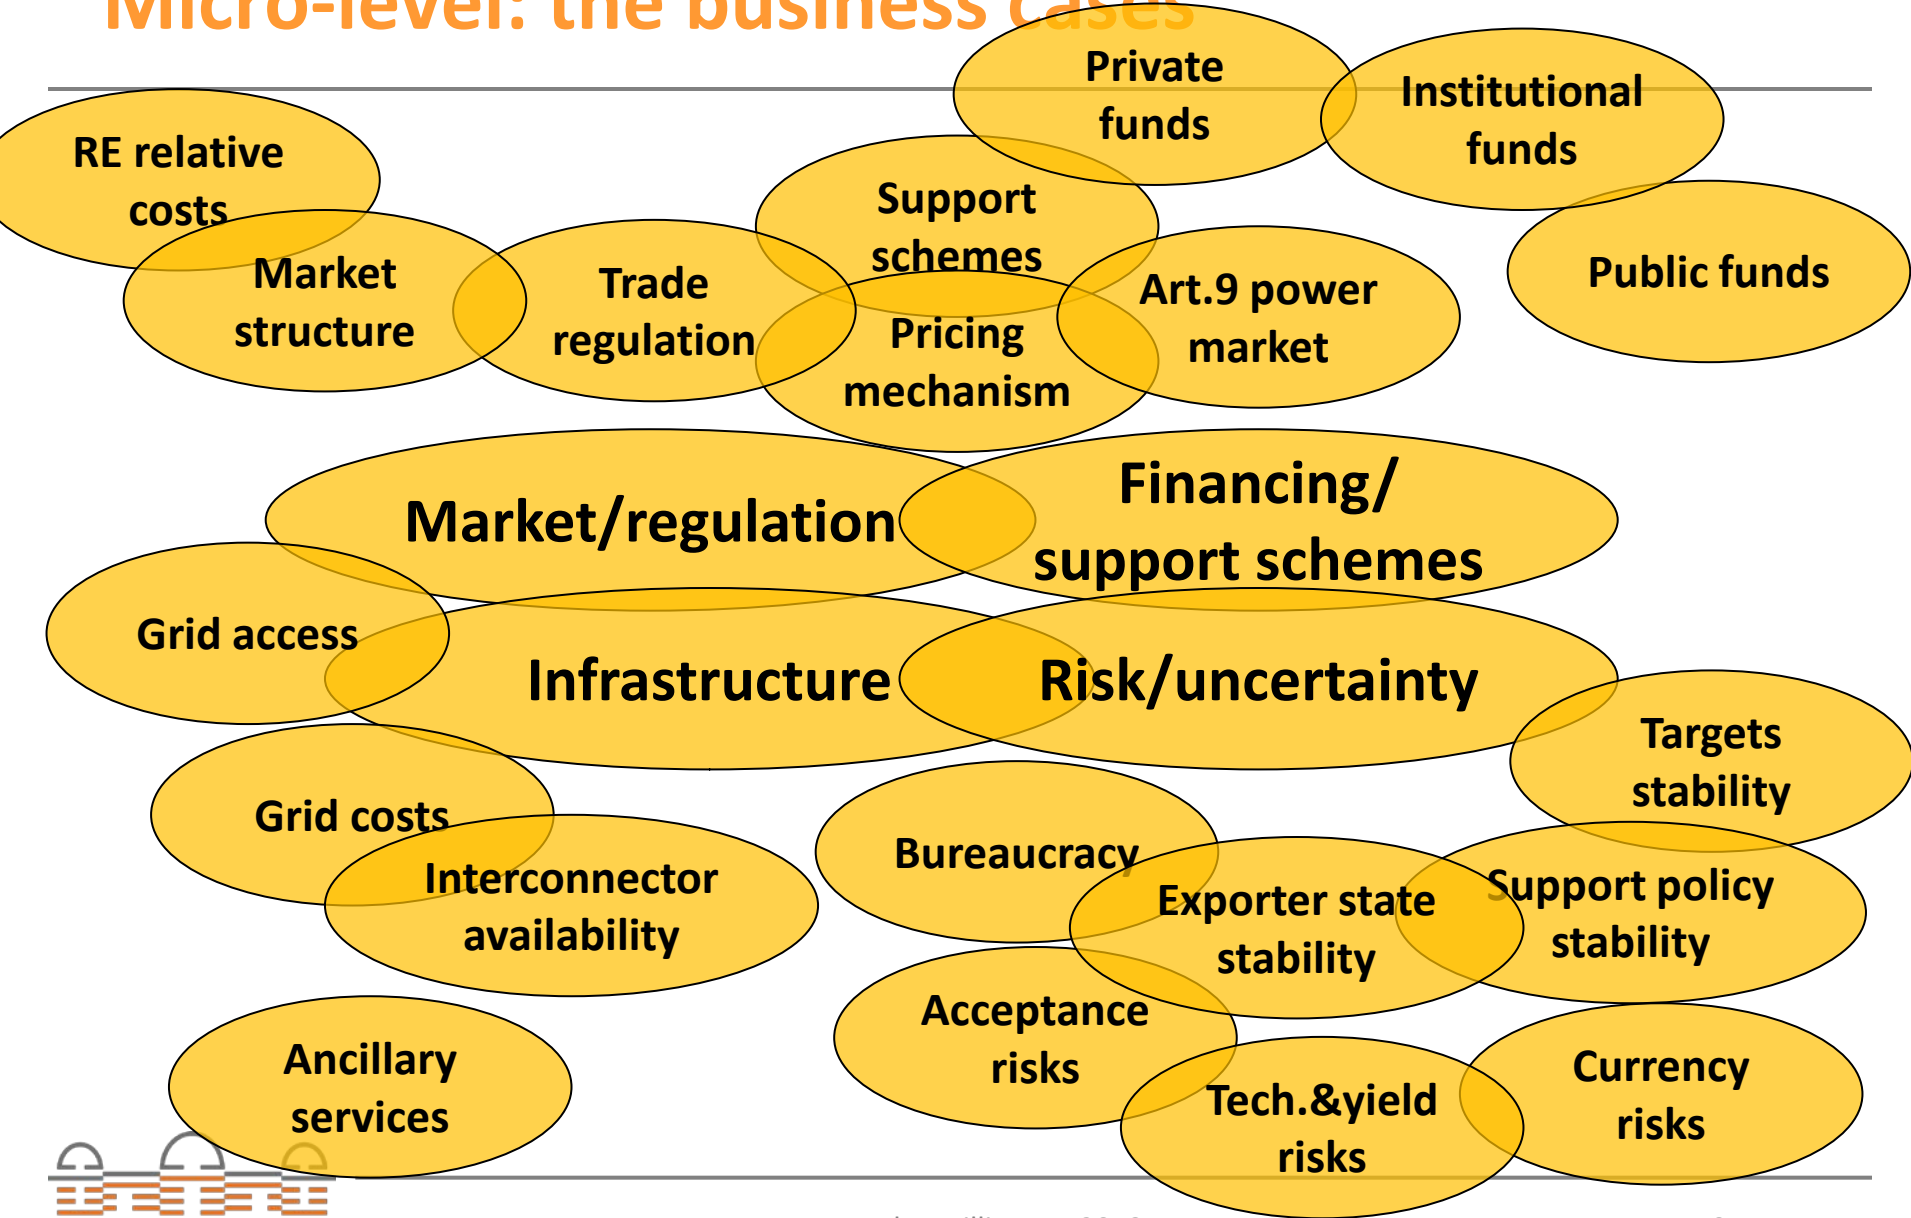 Micro-level: the business cases
Private
funds
Institutional
funds
RE relative
costs
Support
schemes
Market
structure
Trade
regulation
Public funds
Art.9 power
market
Pricing
mechanism
Market/regulation
Financing/
support schemes
Grid access
Infrastructure
Risk/uncertainty
Targets
stability
Grid costs
Interconnector
availability
Bureaucracy
Exporter state
stability
Support policy
stability
Acceptance
risks
Ancillary
services
Tech.&yield
risks
Currency
risks